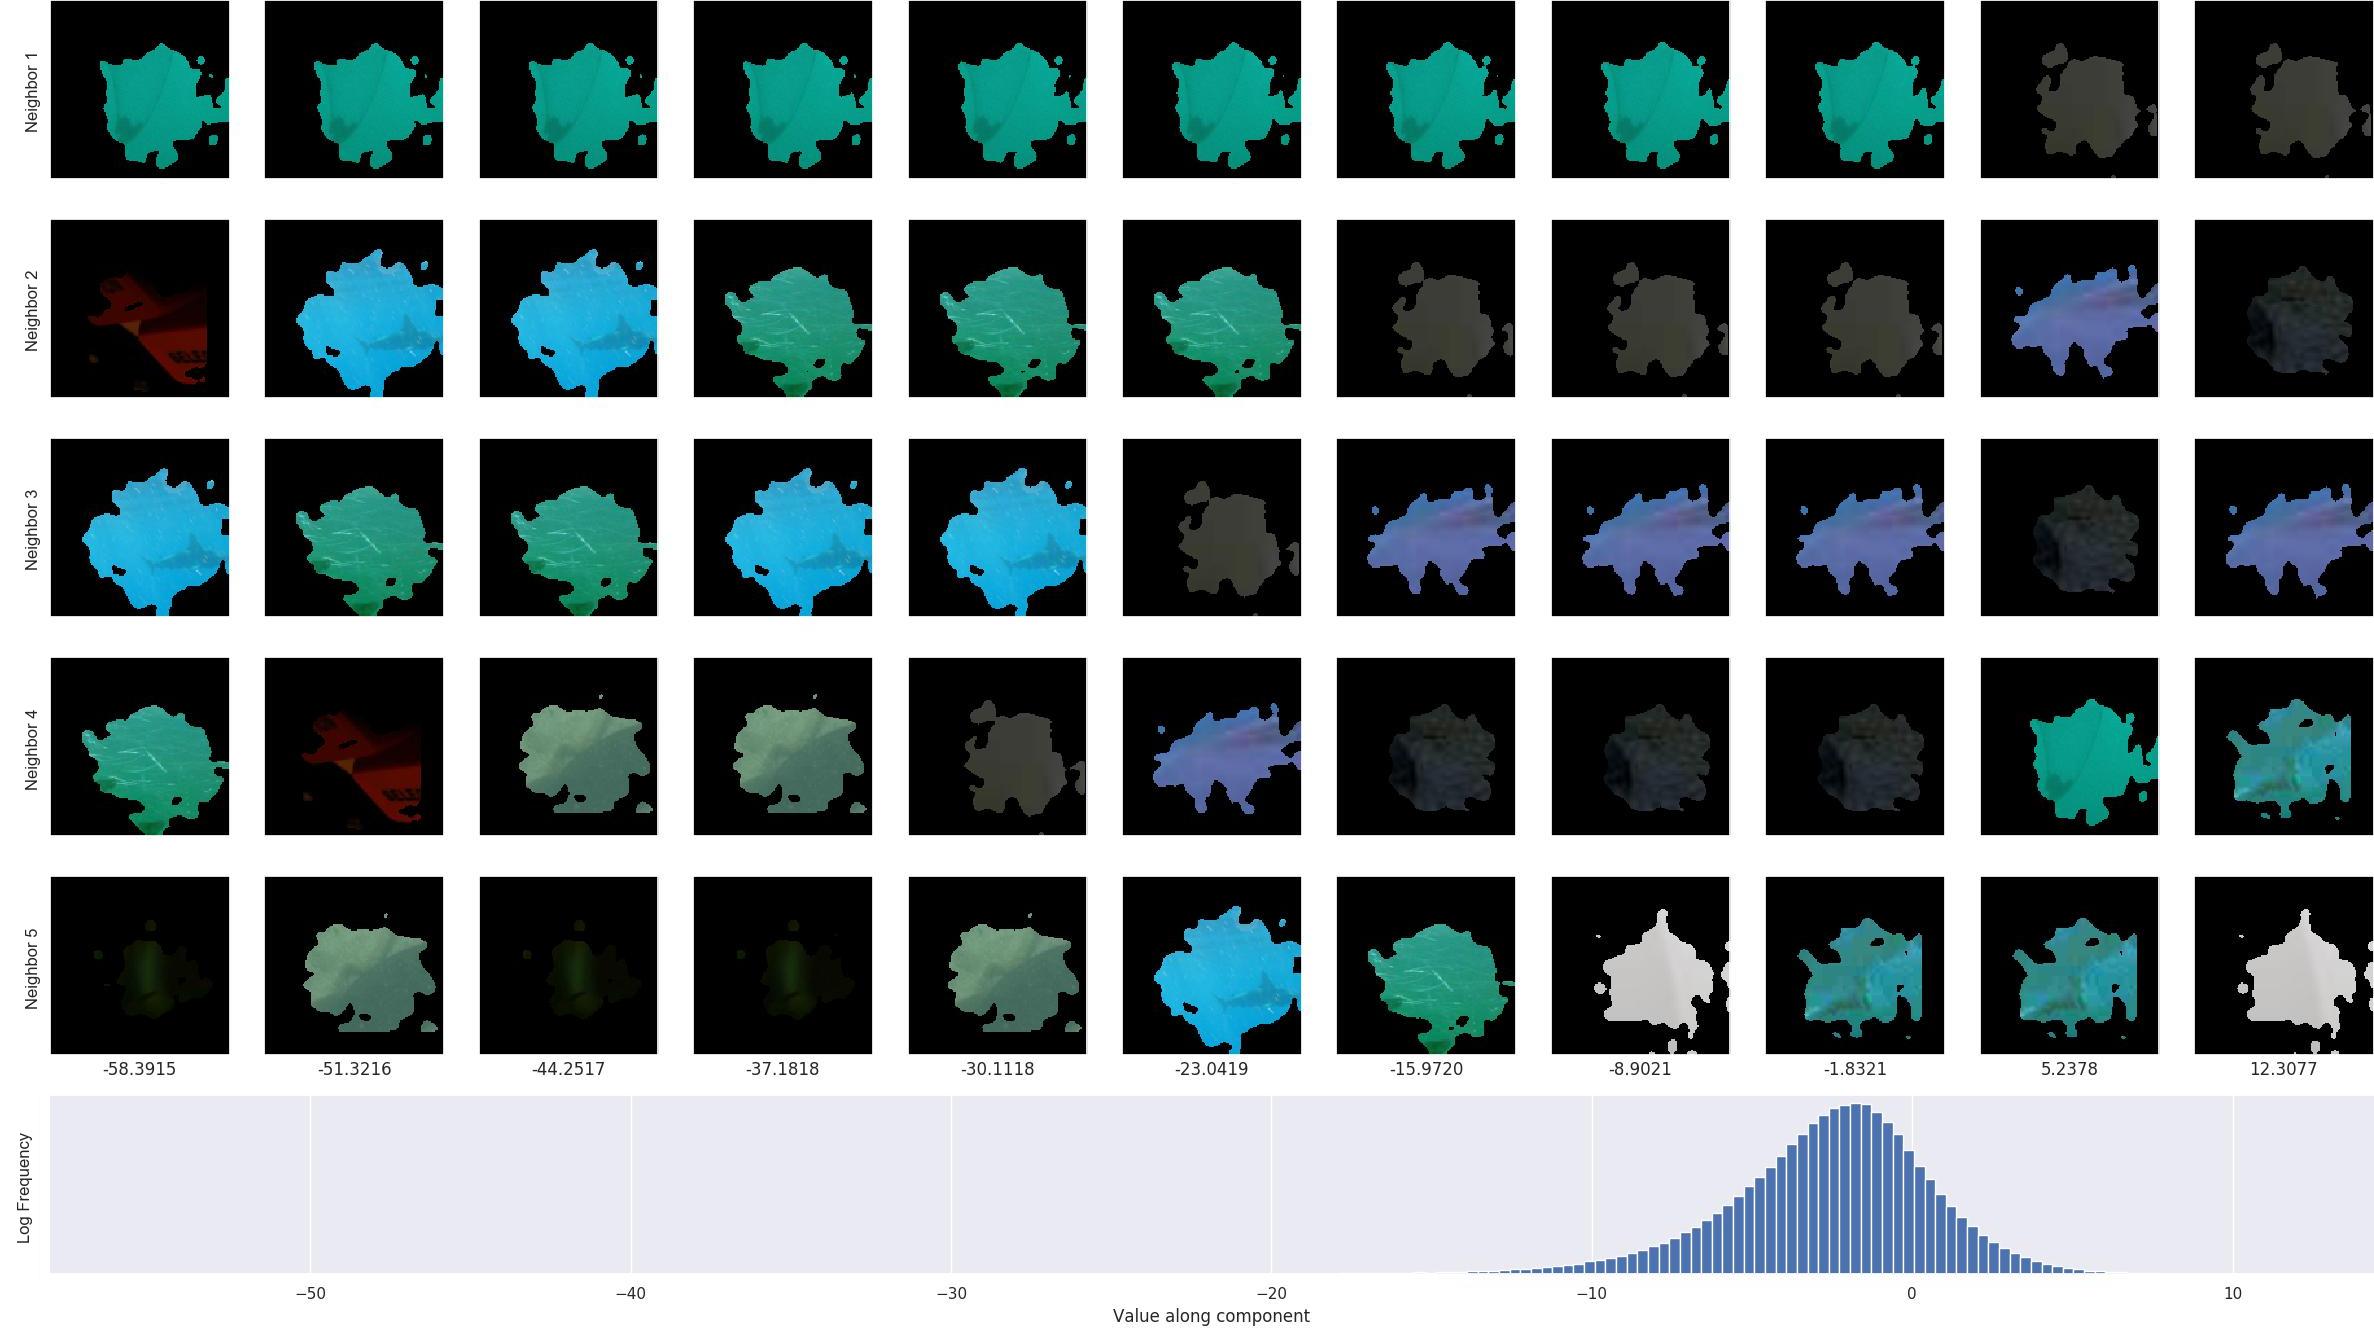 Neighbor 1
Neighbor 2
Neighbor 3
Neighbor 4
Neighbor 5
-58.3915 -51.3216 -44.2517 -37.1818 -30.1118 -23.0419 -15.9720 -8.9021 -1.8321 5.2378 12.3077
Log Frequency
−50 −40 −30 −20 −10 0 10
Value along component